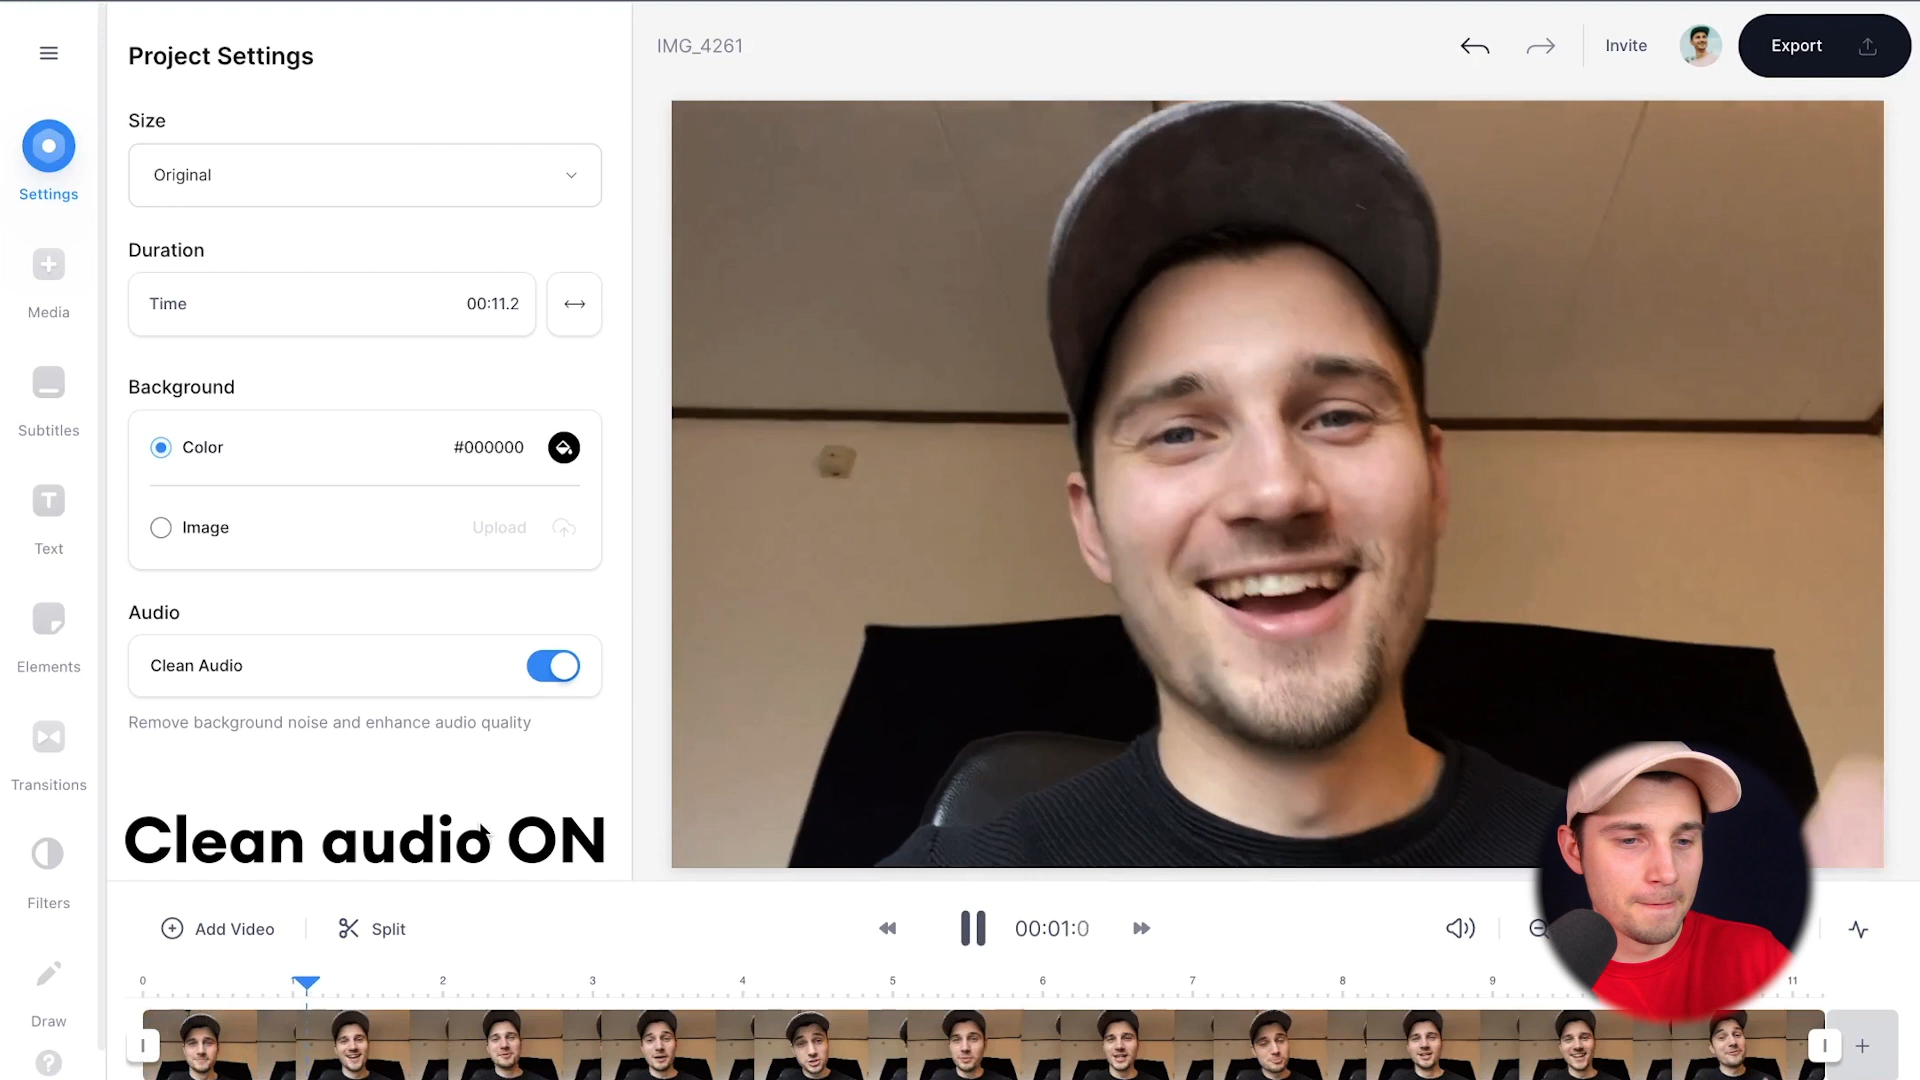 Project Settings
IMG_4261
Invite
Export
Size
Original
Settings
Duration
Time 00:11.2
Media
Background
Color #000000
Subtitles
Image Upload
Text
Audio
Clean Audio
Elements
Remove background noise and enhance audio quality
Transitions
Clean audio ON
Filters
Add Video
Split
00:01:0
0 1 2 3 4 5 6 7 8 9 11
Draw